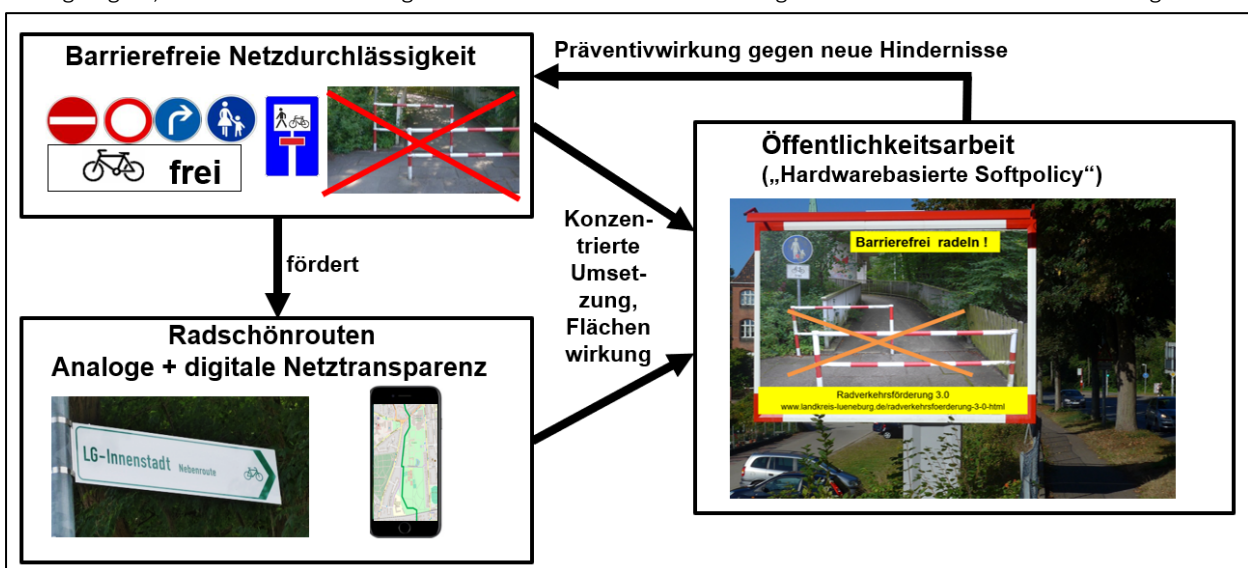 Barrierefreie Netzdurchlässigkeit
frei
Präventivwirkung gegen neue Hindernisse
Öffentlichkeitsarbeit
(„Hardwarebasierte Softpolicy“)
Barrierefrei radeln !
Radverkehrsförderung 3.0
www.landkreis-lueneburg.de/radverkehrsfoerderung-3-0-html
Konzen-
trierte
Umset-
zung,
Flächen
wirkung
fördert
Radschönrouten
Analoge + digitale Netztransparenz
LG-Innenstadt Nebenroute